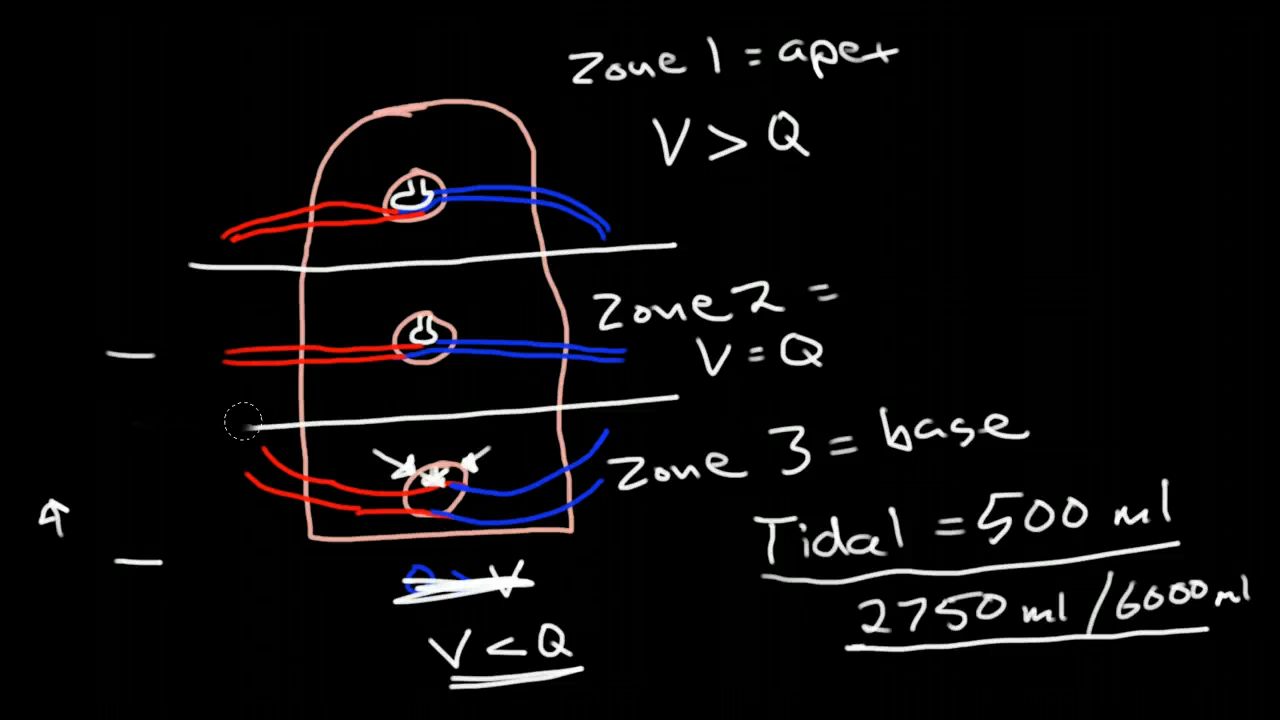 Zone 1 = apex
V > Q
Zone 2 =
V = Q
Zone 3 = base
Tidal = 500 ml
2750 ml / 6000 ml
V
V < Q